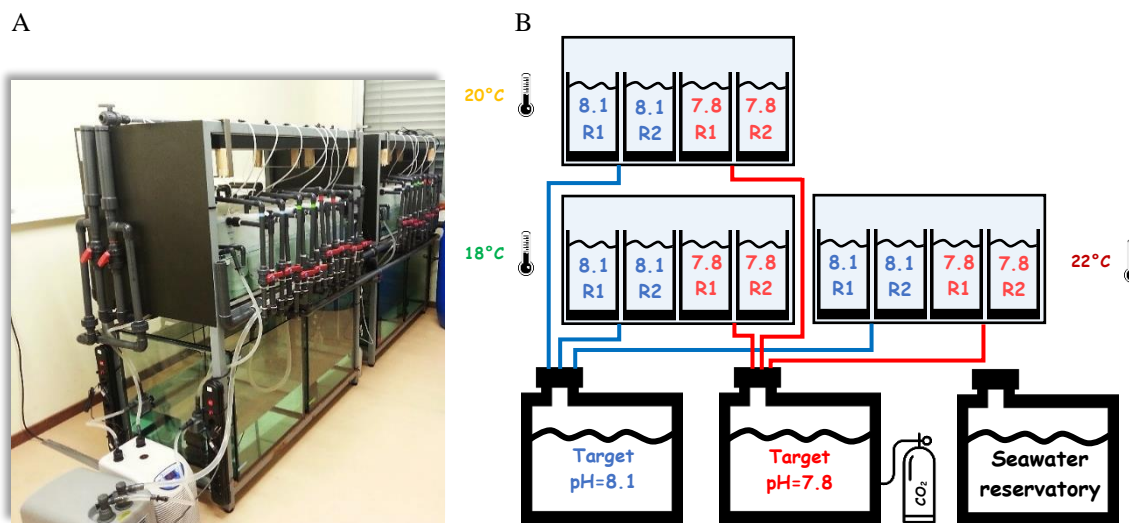 A
B
20°C
8.1 8.1 7.8 7.8
R1 R2 R1 R2
18°C
8.1 8.1 7.8 7.8
R1 R2 R1 R2
8.1 8.1 7.8 7.8
R1 R2 R1 R2
22°C
Target
pH=8.1
Target
pH=7.8
CO2
Seawater
reservatory